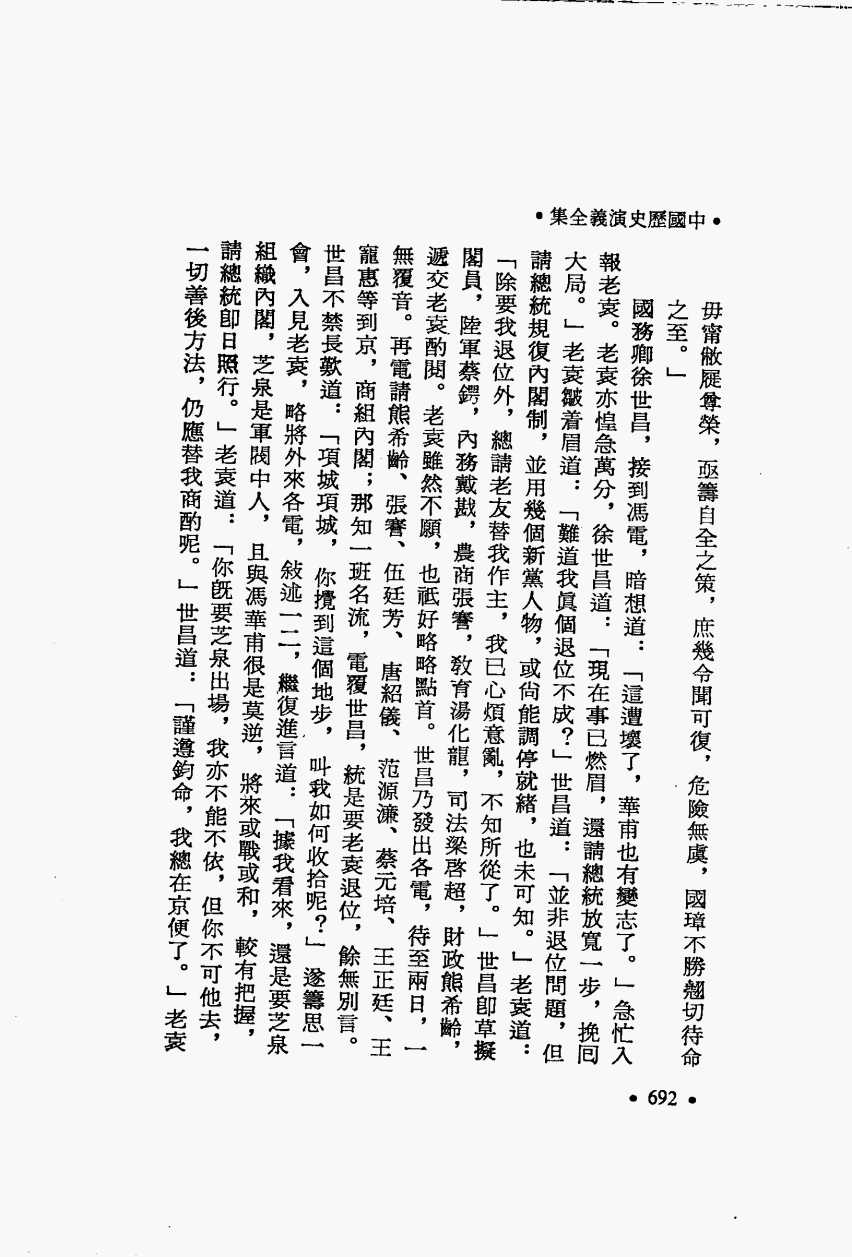 •中國歷史演義全集•
毋甯敝屣尊榮，亟籌自全之策，庶幾令聞可復，危險無虞，國璋不勝翹切待命
之至。」
國務卿徐世昌，接到馮電，暗想道：「這遭壞了，華甫也有變志了。」急忙入
報老袁。老袁亦惶急萬分，徐世昌道：「現在事已燃眉，還請總統放寬一步，挽囘
大局。」老袁皺着眉道：「難道我眞個退位不成？」世昌道：「並非退位問題，但
請總統規復內閣制，並用幾個新黨人物，或尙能調停就緒，也未可知。」老袁道：
「除要我退位外，總請老友替我作主，我已心煩意亂，不知所從了。」世昌卽草擬
閣員，陸軍蔡鍔，內務戴戡，農商張謇，敎育湯化龍，司法梁啓超，財政熊希齡，
遞交老袁酌閱。老袁雖然不願，也祇好略略點首。世昌乃發出各電，待至兩日，一
無覆音。再電請熊希齡、張謇、伍廷芳、唐紹儀、范源濂、蔡元培、王正廷、王
寵惠等到京，商組內閣；那知一班名流，電覆世昌，統是要老袁退位，餘無別言。
世昌不禁長歎道：「項城項城，你攪到這個地步，叫我如何收拾呢？」遂籌思一
會，入見老袁，略將外來各電，敍述一二，繼復進言道：「據我看來，還是要芝泉
組織內閣，芝泉是軍閥中人，且與馮華甫很是莫逆，將來或戰或和，較有把握，
請總統卽日照行。」老袁道：「你旣要芝泉出場，我亦不能不依，但你不可他去，
一切善後方法，仍應替我商酌呢。」世昌道：「謹遵鈞命，我總在京便了。」老袁
•692•